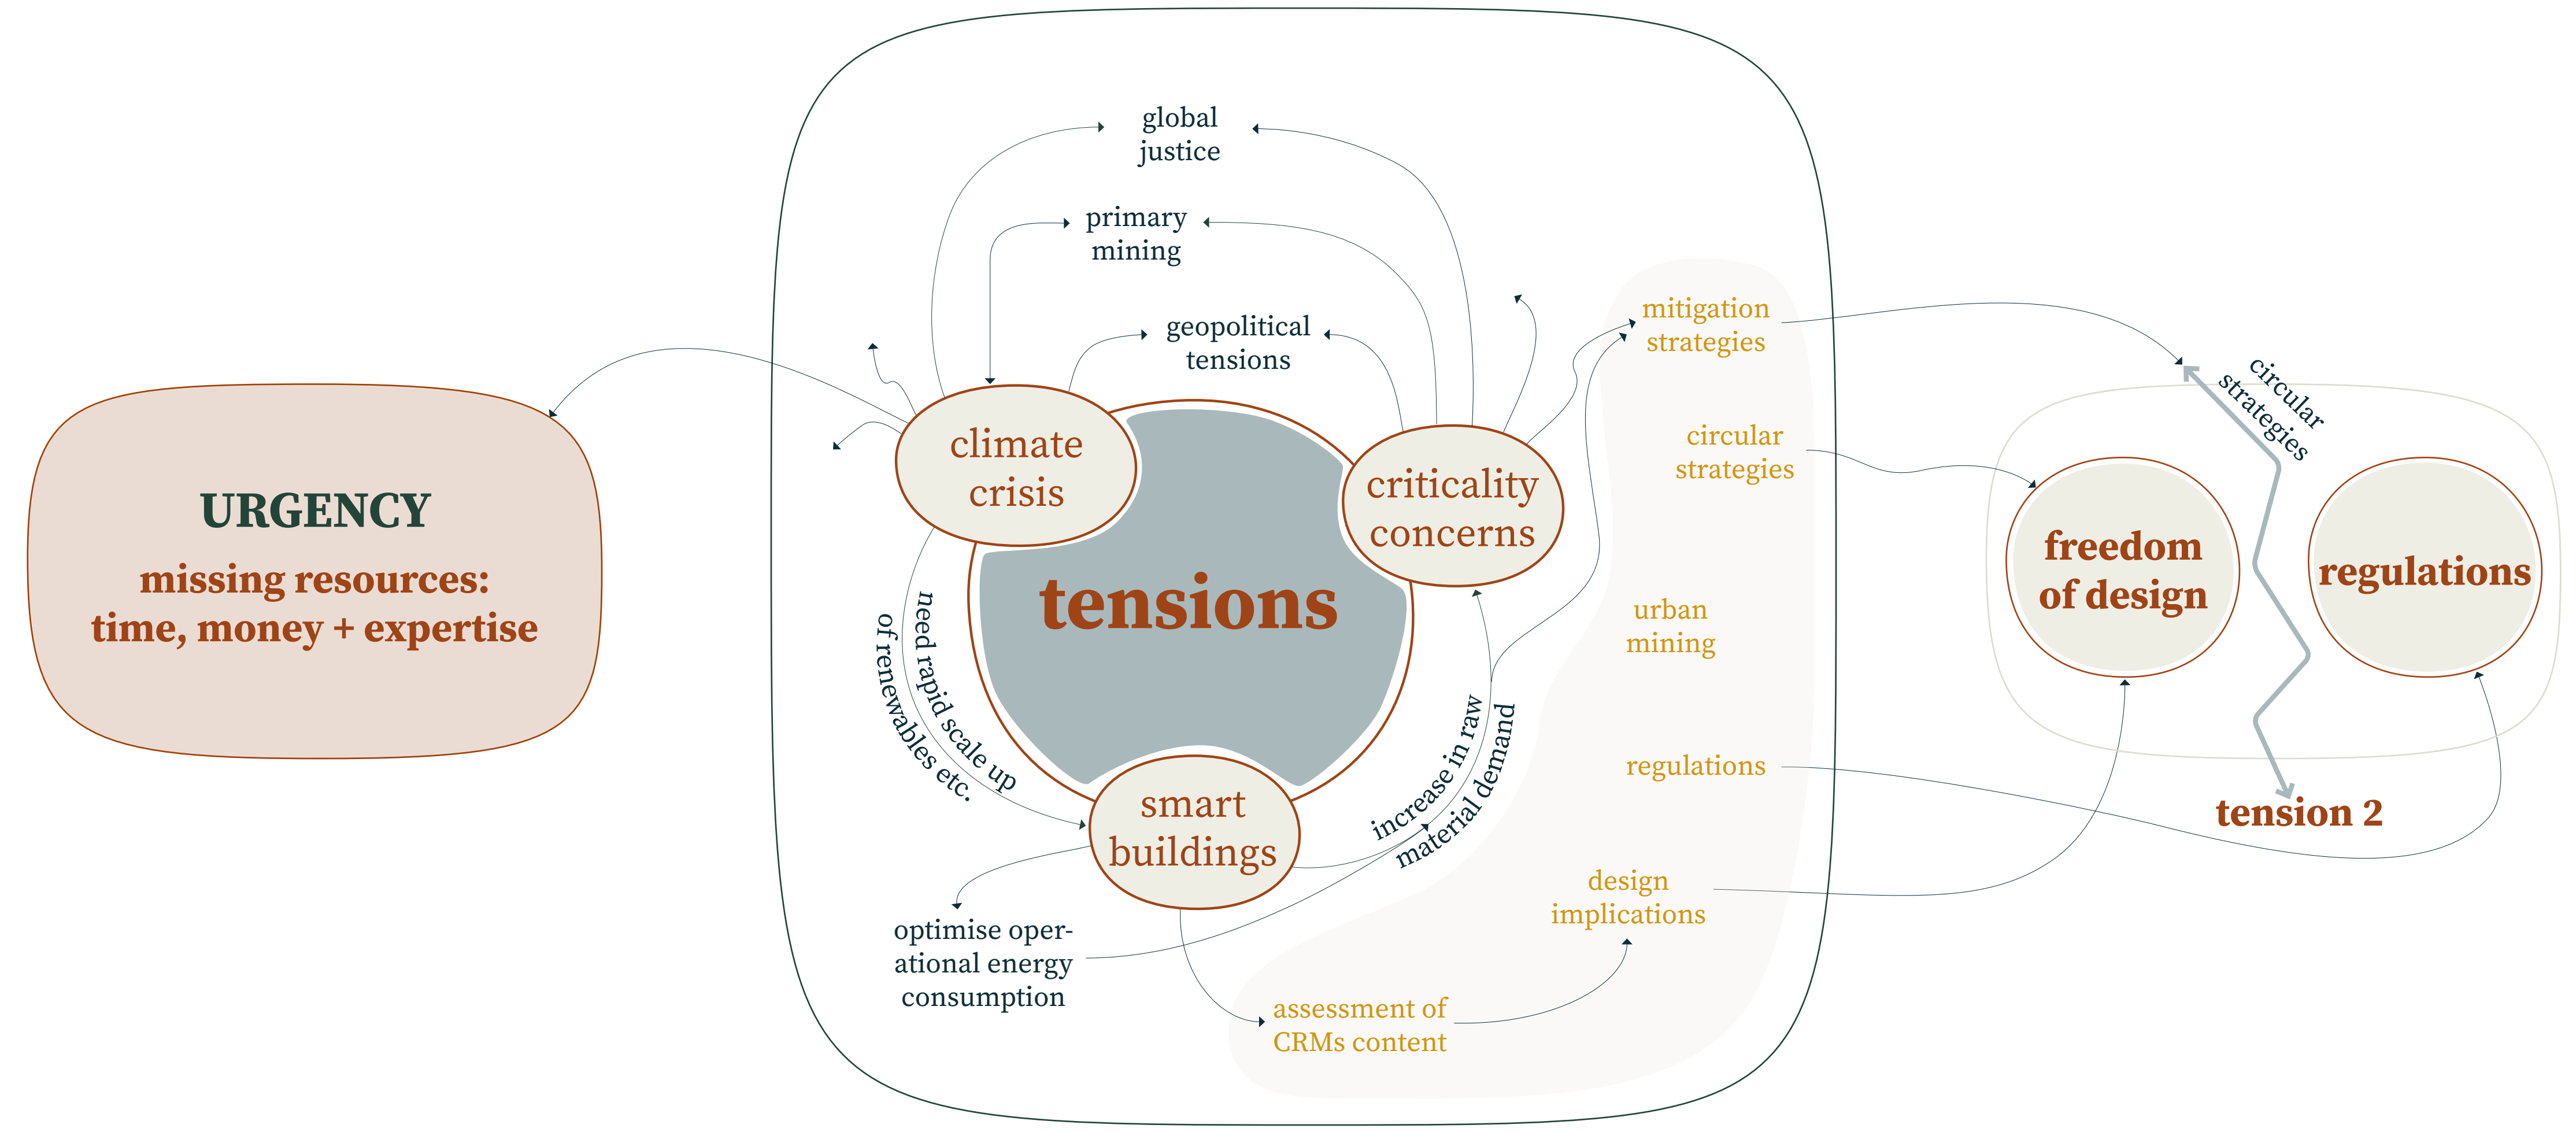 URGENCY
missing resources:
time, money + expertise
global
justice
primary
mining
geopolitical
tensions
climate
crisis
criticality
concerns
tensions
smart
buildings
need rapid scale up
of renewables etc.
increase in raw
material demand
optimise oper-
ational energy
consumption
mitigation
strategies
circular
strategies
urban
mining
regulations
design
implications
assessment of
CRMs content
circular
strategies
freedom
of design
regulations
tension 2